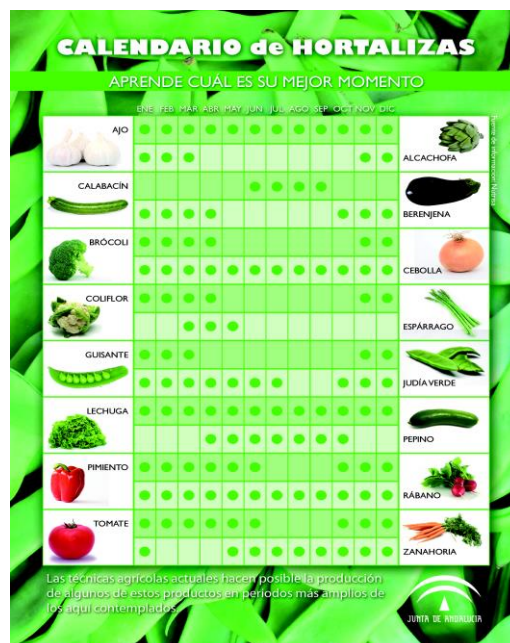 CALENDARIO de HORTALIZAS
APRENDE CUÁL ES SU MEJOR MOMENTO
ENE FEB MAR ABR MAY JUN JUL AGO SEP OCT NOV DIC
AJO
ALCACHOFA
CALABACÍN
BERENJENA
BRÓCOLI
CEBOLLA
COLIFLOR
ESPÁRRAGO
GUISANTE
JUDÍA VERDE
LECHUGA
PEPINO
PIMIENTO
RÁBANO
TOMATE
ZANAHORIA
Las técnicas agrícolas actuales hacen posible la producción
de algunos de estos productos en periodos más amplios de
los aquí contemplados.
JUNTA DE ANDALUCIA